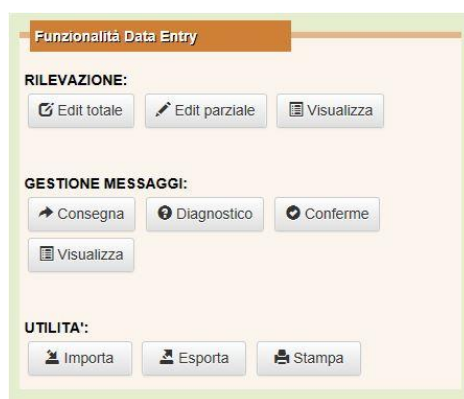 Funzionalità Data Entry
RILEVAZIONE:
Edit totale Edit parziale Visualizza
GESTIONE MESSAGGI:
Consegna Diagnostico Conferme
Visualizza
UTILITA':
Importa Esporta Stampa